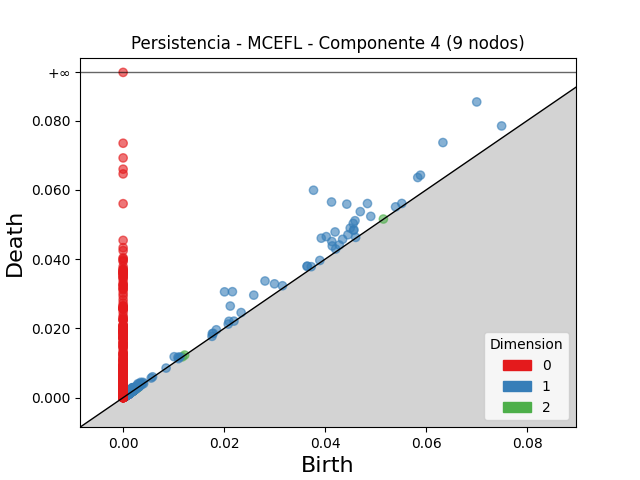 Persistencia - MCEFL - Componente 4 (9 nodos)
+∞
0.080
0.060
0.040
0.020
0.000
Death
0.00 0.02 0.04 0.06 0.08
Birth
Dimension
0
1
2